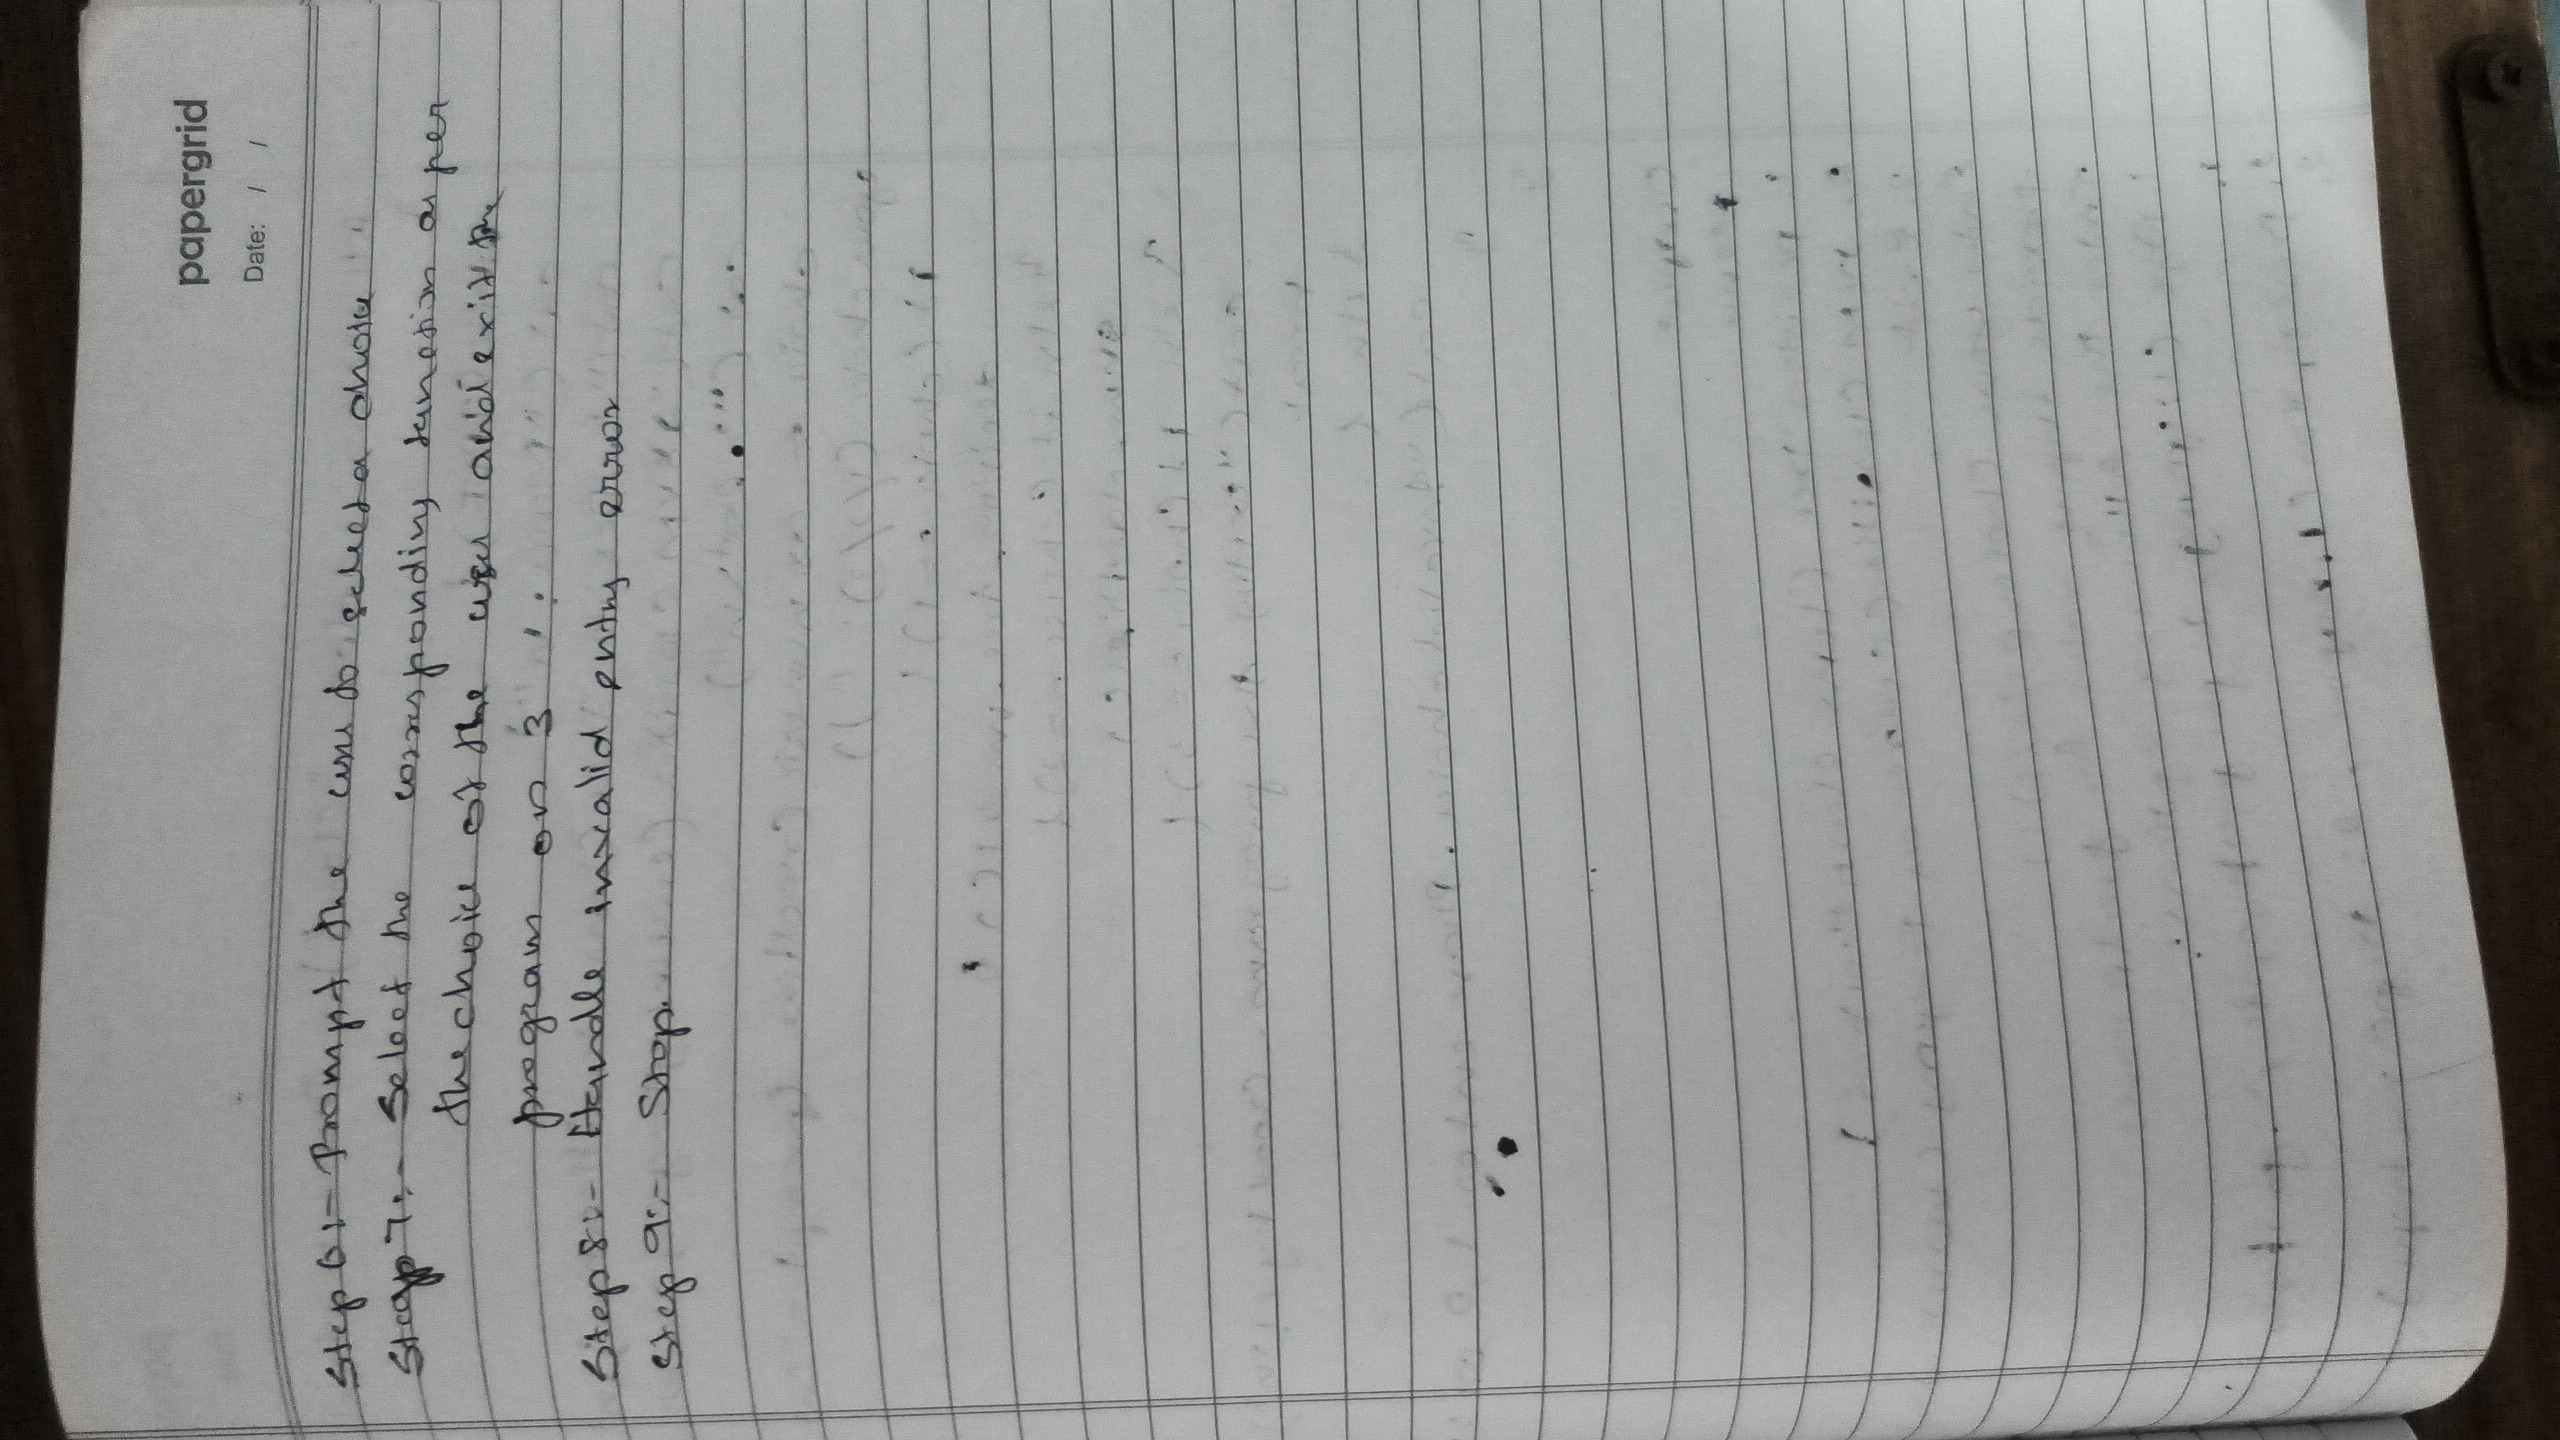 papergrid
Date: / /
Step 6:- Prompt the user to select a choice
Step 7:- Select the corresponding function as per
the choice of the user and exit the
program on 3.
Step 8:- Handle invalid entry error
Step 9:- Stop.